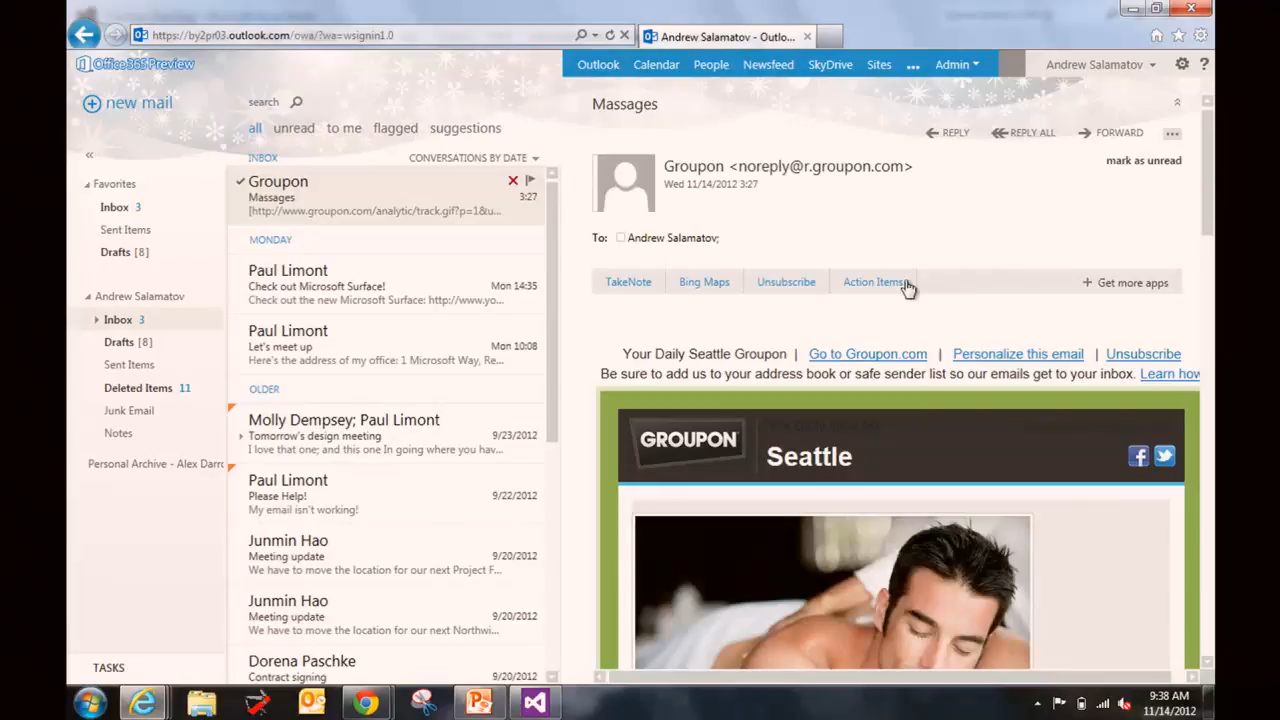 https://by2pr03.outlook.com/owa/?wa=wsignin1.0
Andrew Salamatov - Outlo...
Office 365 Preview
Outlook Calendar People Newsfeed SkyDrive Sites ... Admin
Andrew Salamatov
new mail
search
all unread to me flagged suggestions
INBOX CONVERSATIONS BY DATE
Favorites
Inbox 3
Sent Items
Drafts [8]
Andrew Salamatov
Inbox 3
Drafts [8]
Sent Items
Deleted Items 11
Junk Email
Notes
Personal Archive - Alex Darr
TASKS
Groupon
Massages 3:27
[http://www.groupon.com/analytic/track.gif?p=1&u...
MONDAY
Paul Limont
Check out Microsoft Surface! Mon 14:35
Check out the new Microsoft Surface: http://www.yo...
Paul Limont
Let's meet up Mon 10:08
Here's the address of my office: 1 Microsoft Way, Re...
OLDER
Molly Dempsey; Paul Limont
Tomorrow's design meeting 9/23/2012
I love that one; and this one In going where you hav...
Paul Limont
Please Help! 9/22/2012
My email isn't working!
Junmin Hao
Meeting update 9/20/2012
We have to move the location for our next Project F...
Junmin Hao
Meeting update 9/20/2012
We have to move the location for our next Northwi...
Dorena Paschke
Contract signing 9/20/2012
Massages
REPLY REPLY ALL FORWARD ...
mark as unread
Groupon <noreply@r.groupon.com>
Wed 11/14/2012 3:27
To: Andrew Salamatov;
TakeNote Bing Maps Unsubscribe Action Items + Get more apps
Your Daily Seattle Groupon | Go to Groupon.com | Personalize this email | Unsubscribe
Be sure to add us to your address book or safe sender list so our emails get to your inbox. Learn how
GROUPON
Seattle
9:38 AM
11/14/2012